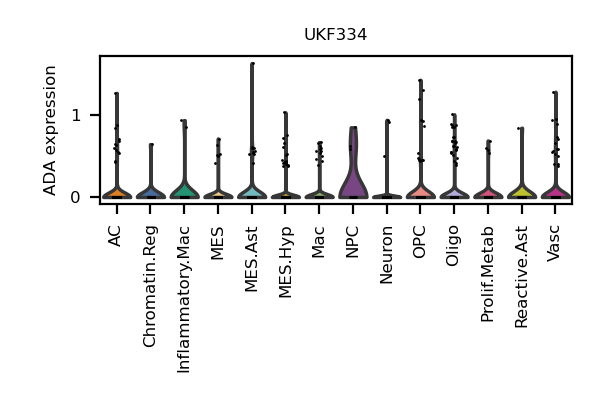 UKF334
ADA expression
1
0
AC
Chromatin.Reg
Inflammatory.Mac
MES
MES.Ast
MES.Hyp
Mac
NPC
Neuron
OPC
Oligo
Prolif.Metab
Reactive.Ast
Vasc